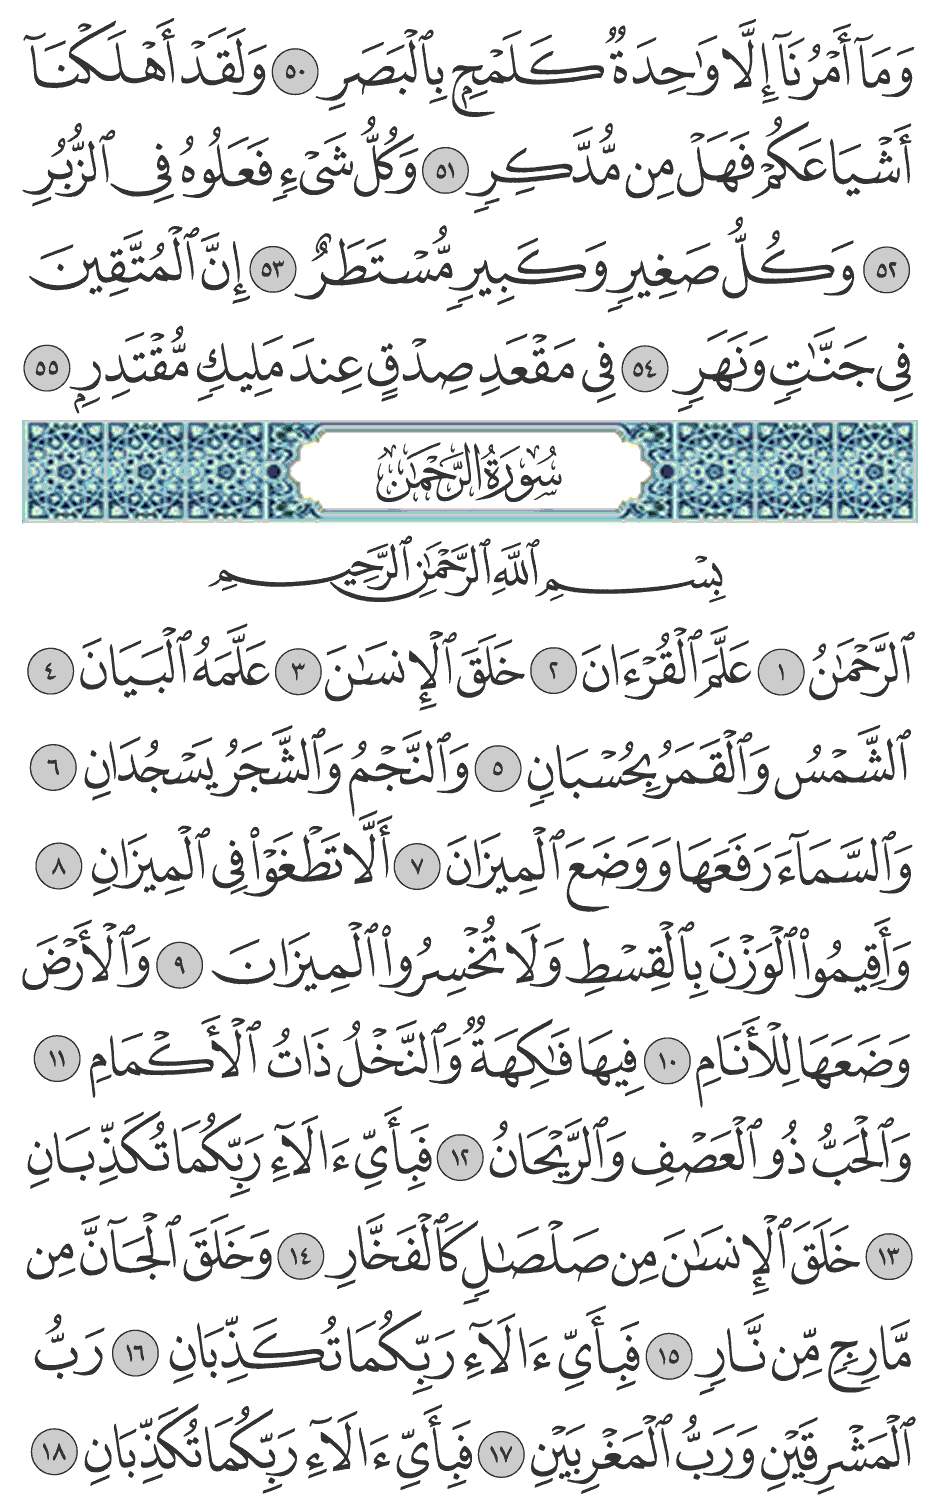 وَمَآ أَمْرُنَآ إِلَّا وَٰحِدَةٌ كَلَمْحٍۭ بِٱلْبَصَرِ ٥٠ وَلَقَدْ أَهْلَكْنَآ
أَشْيَاعَكُمْ فَهَلْ مِن مُّدَّكِرٍ ٥١ وَكُلُّ شَىْءٍ فَعَلُوهُ فِى ٱلزُّبُرِ
٥٢ وَكُلُّ صَغِيرٍ وَكَبِيرٍ مُّسْتَطَرٌ ٥٣ إِنَّ ٱلْمُتَّقِينَ
فِى جَنَّٰتٍ وَنَهَرٍ ٥٤ فِى مَقْعَدِ صِدْقٍ عِندَ مَلِيكٍ مُّقْتَدِرٍۭ ٥٥
سُورَةُ الرَّحْمَٰن
بِسْمِ ٱللَّهِ ٱلرَّحْمَٰنِ ٱلرَّحِيمِ
ٱلرَّحْمَٰنُ ١ عَلَّمَ ٱلْقُرْءَانَ ٢ خَلَقَ ٱلْإِنسَٰنَ ٣ عَلَّمَهُ ٱلْبَيَانَ ٤
ٱلشَّمْسُ وَٱلْقَمَرُ بِحُسْبَانٍ ٥ وَٱلنَّجْمُ وَٱلشَّجَرُ يَسْجُدَانِ ٦
وَٱلسَّمَآءَ رَفَعَهَا وَوَضَعَ ٱلْمِيزَانَ ٧ أَلَّا تَطْغَوْا۟ فِى ٱلْمِيزَانِ ٨
وَأَقِيمُوا۟ ٱلْوَزْنَ بِٱلْقِسْطِ وَلَا تُخْسِرُوا۟ ٱلْمِيزَانَ ٩ وَٱلْأَرْضَ
وَضَعَهَا لِلْأَنَامِ ١٠ فِيهَا فَٰكِهَةٌ وَٱلنَّخْلُ ذَاتُ ٱلْأَكْمَامِ ١١
وَٱلْحَبُّ ذُو ٱلْعَصْفِ وَٱلرَّيْحَانُ ١٢ فَبِأَىِّ ءَالَآءِ رَبِّكُمَا تُكَذِّبَانِ
١٣ خَلَقَ ٱلْإِنسَٰنَ مِن صَلْصَٰلٍ كَٱلْفَخَّارِ ١٤ وَخَلَقَ ٱلْجَآنَّ مِن
مَّارِجٍ مِّن نَّارٍ ١٥ فَبِأَىِّ ءَالَآءِ رَبِّكُمَا تُكَذِّبَانِ ١٦ رَبُّ
ٱلْمَشْرِقَيْنِ وَرَبُّ ٱلْمَغْرِبَيْنِ ١٧ فَبِأَىِّ ءَالَآءِ رَبِّكُمَا تُكَذِّبَانِ ١٨